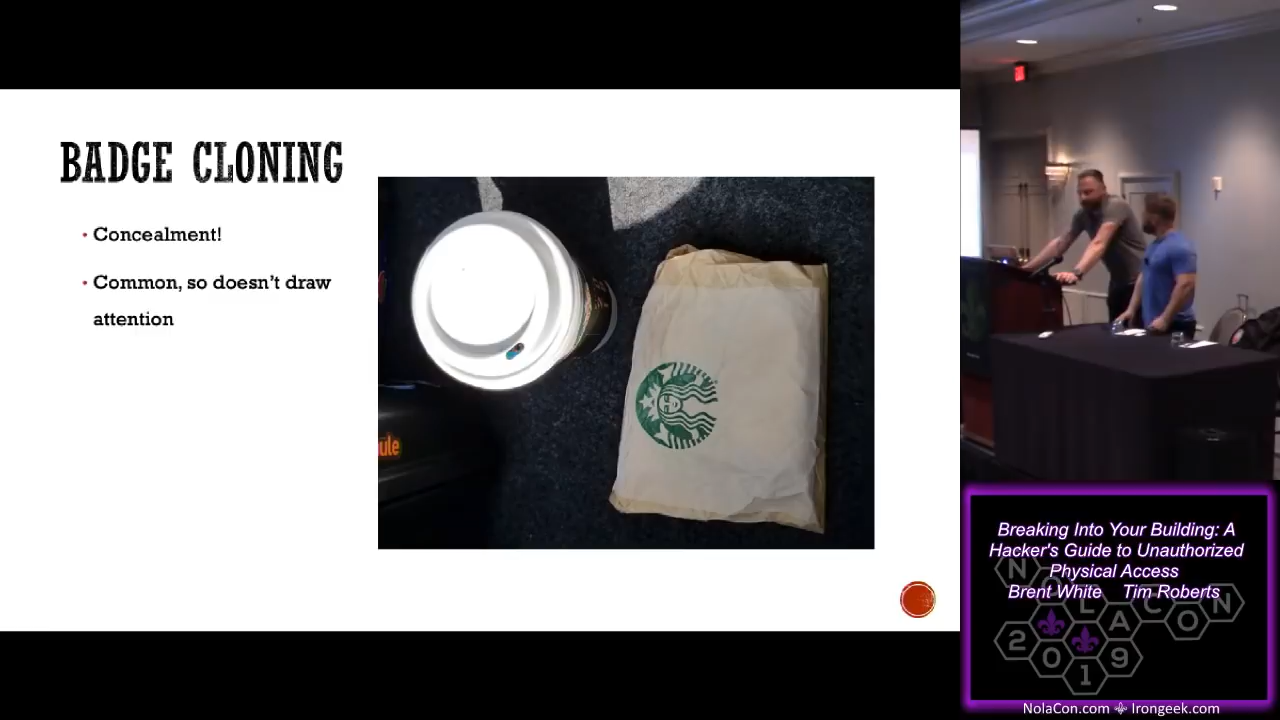 BADGE CLONING
• Concealment!
• Common, so doesn't draw
attention
ule
Breaking Into Your Building: A
Hacker's Guide to Unauthorized
Physical Access
Brent White Tim Roberts
NOLACON
2019
NolaCon.com ⚜ Irongeek.com